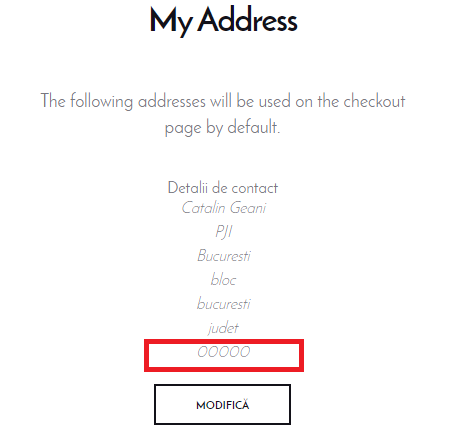 My Address
The following addresses will be used on the checkout
page by default.
Detalii de contact
Catalin Geani
PJI
Bucuresti
bloc
bucuresti
judet
00000
MODIFICĂ